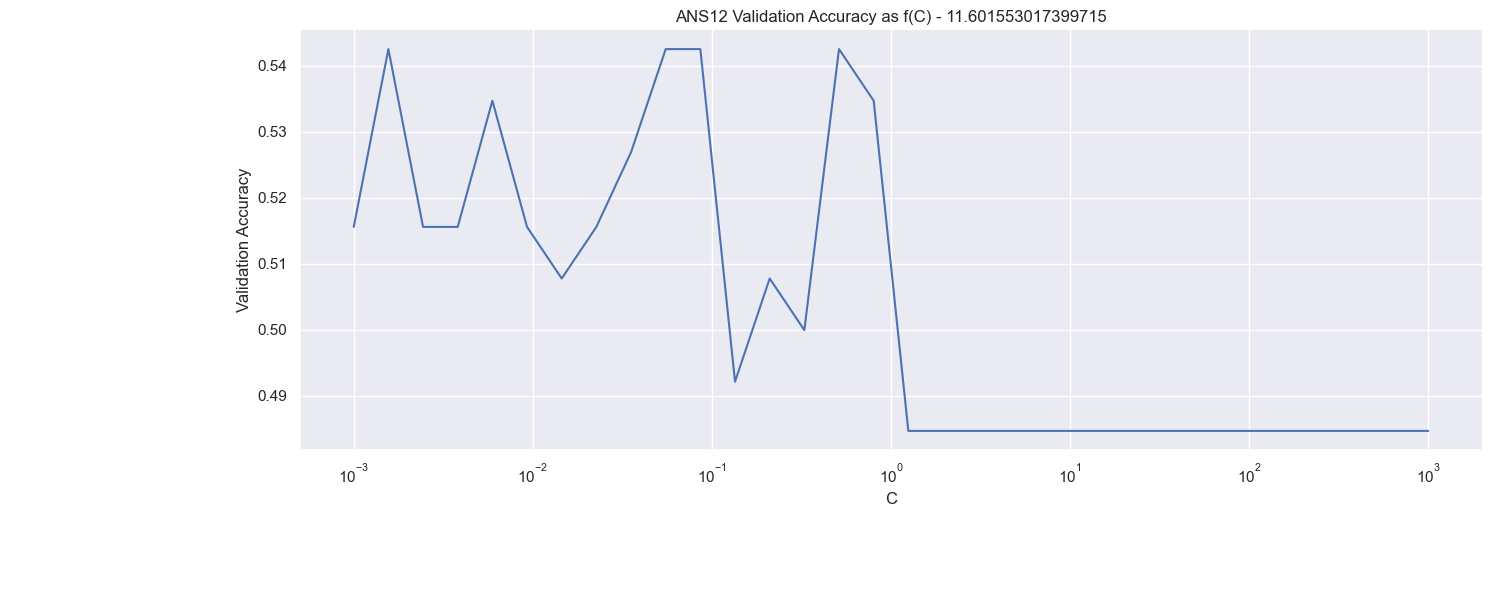 ANS12 Validation Accuracy as f(C) - 11.601553017399715
0.54
0.53
0.52
0.51
0.50
0.49
Validation Accuracy
10⁻³ 10⁻² 10⁻¹ 10⁰ 10¹ 10² 10³
C